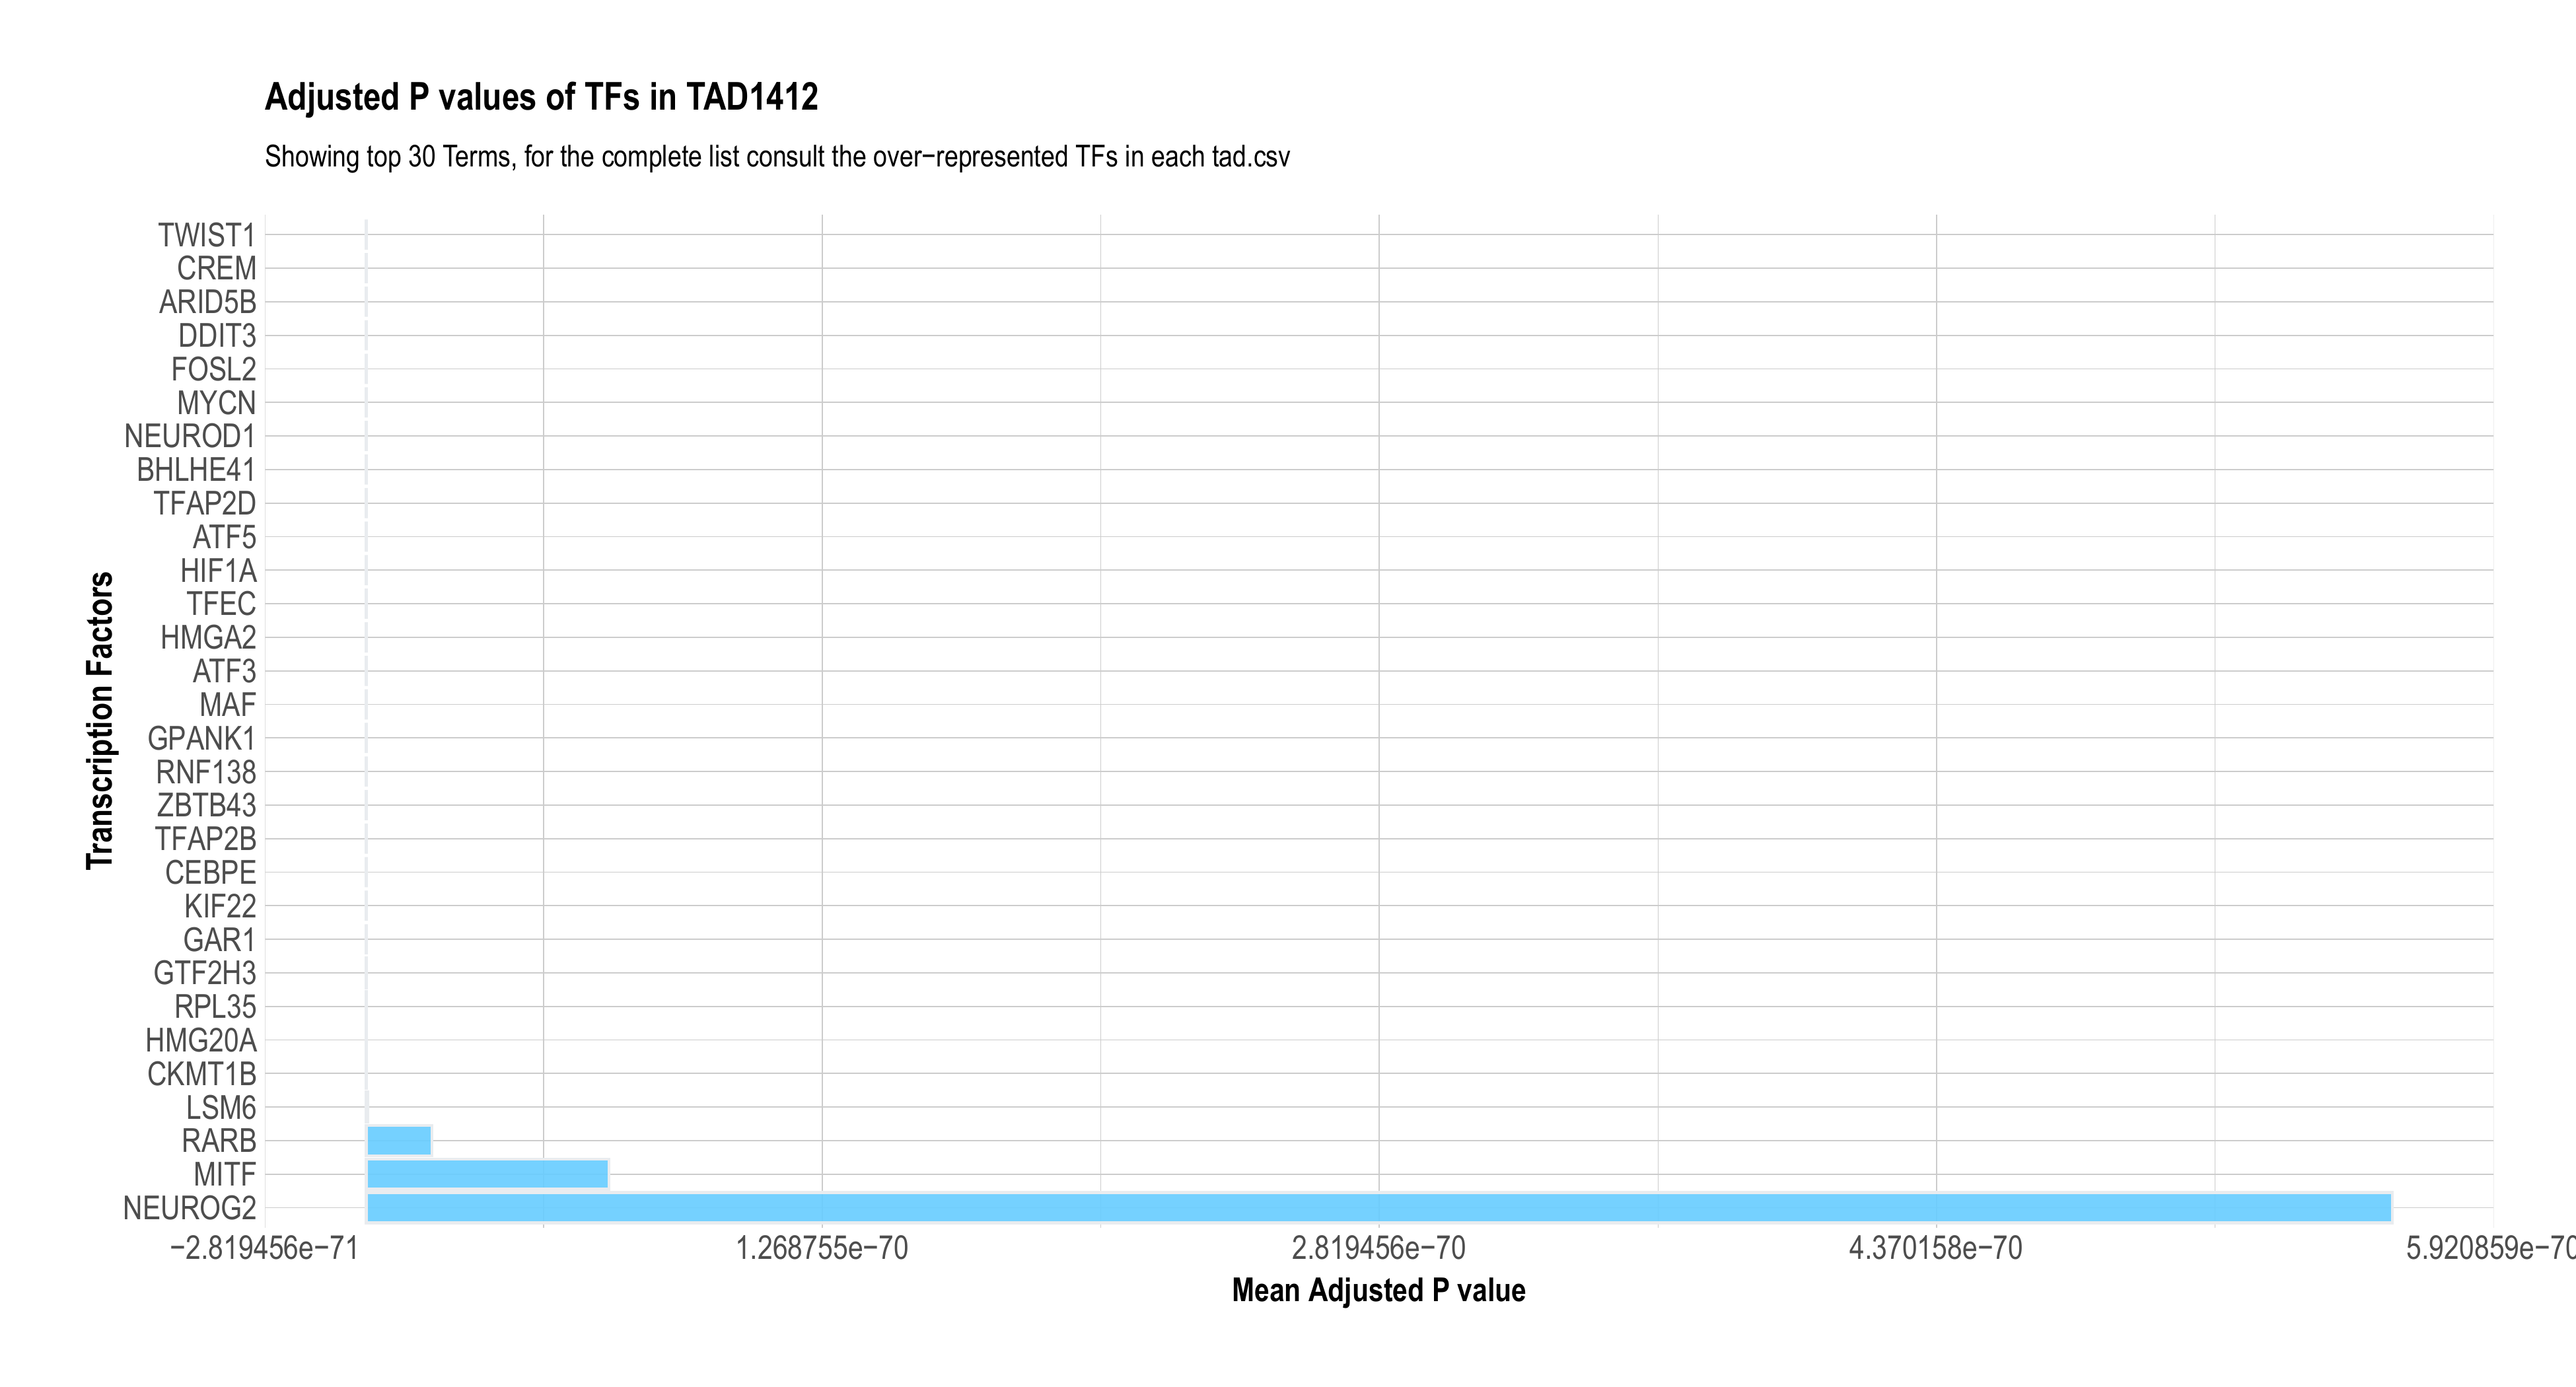 Adjusted P values of TFs in TAD1412
Showing top 30 Terms, for the complete list consult the over−represented TFs in each tad.csv
Transcription Factors
TWIST1
CREM
ARID5B
DDIT3
FOSL2
MYCN
NEUROD1
BHLHE41
TFAP2D
ATF5
HIF1A
TFEC
HMGA2
ATF3
MAF
GPANK1
RNF138
ZBTB43
TFAP2B
CEBPE
KIF22
GAR1
GTF2H3
RPL35
HMG20A
CKMT1B
LSM6
RARB
MITF
NEUROG2
−2.819456e−71 1.268755e−70 2.819456e−70 4.370158e−70 5.920859e−70
Mean Adjusted P value